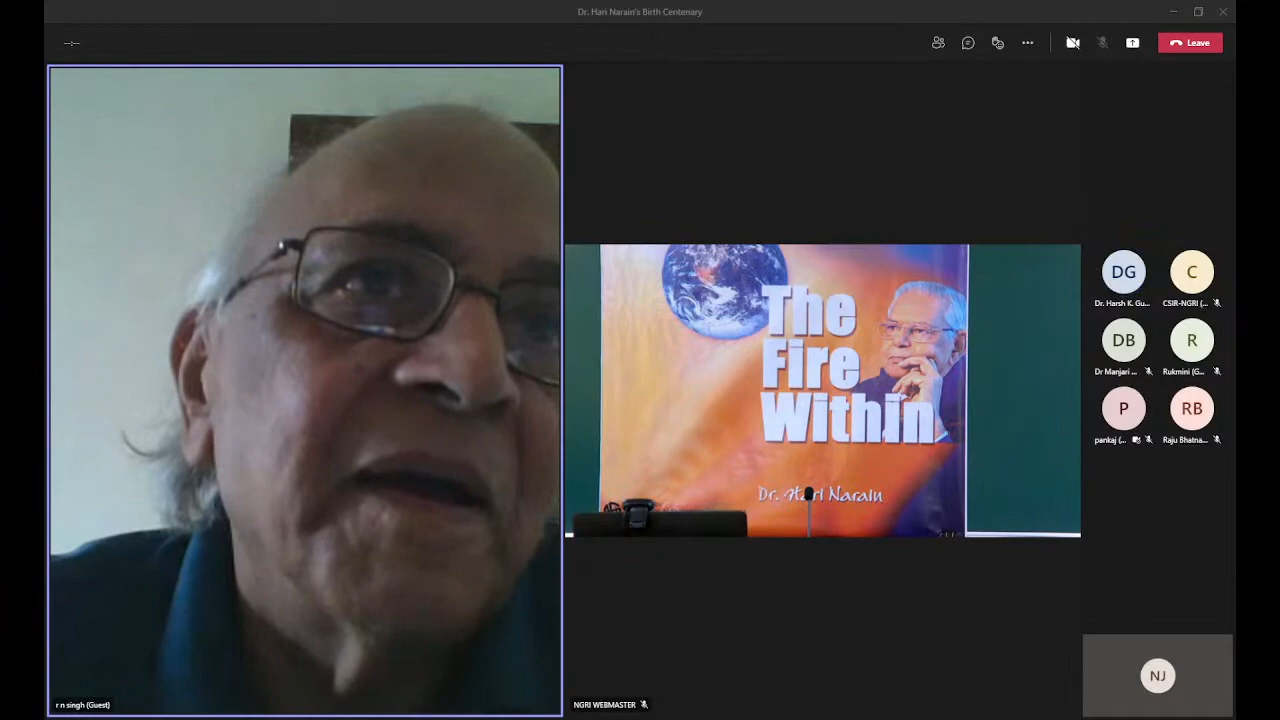 Dr. Hari Narain's Birth Centenary
--:--
Leave
The
Fire
Within
Dr. Hari Narain
DG
C
Dr. Harsh K. Gu...
CSIR-NGRI (...
DB
R
Dr Manjari ...
Rukmini (G...
P
RB
pankaj (...
Raju Bhatna...
NJ
r n singh (Guest)
NGRI WEBMASTER